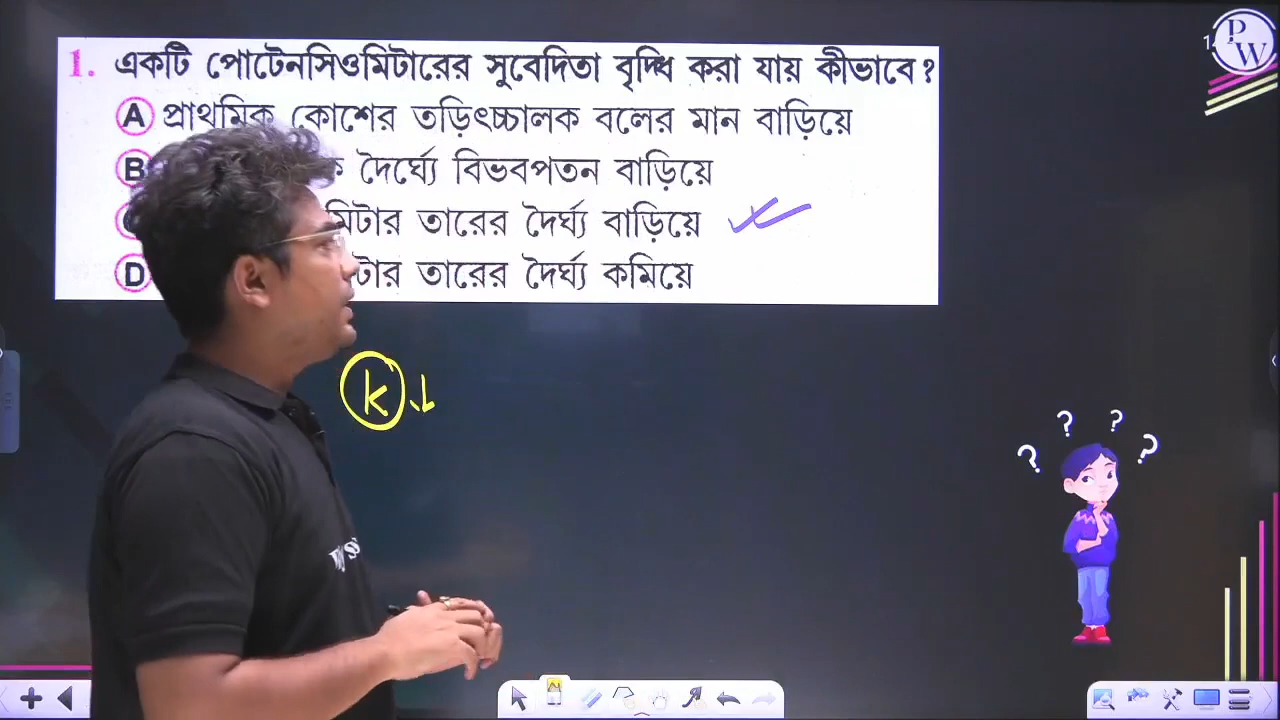 1. একটি পোটেনসিওমিটারের সুবেদিতা বৃদ্ধি করা যায় কীভাবে ?
A প্রাথমিক কোশের তড়িৎচ্চালক বলের মান বাড়িয়ে
B দৈর্ঘ্যে বিভবপতন বাড়িয়ে
মিটার তারের দৈর্ঘ্য বাড়িয়ে
D টার তারের দৈর্ঘ্য কমিয়ে
k ↓
PW
? ? ? ?